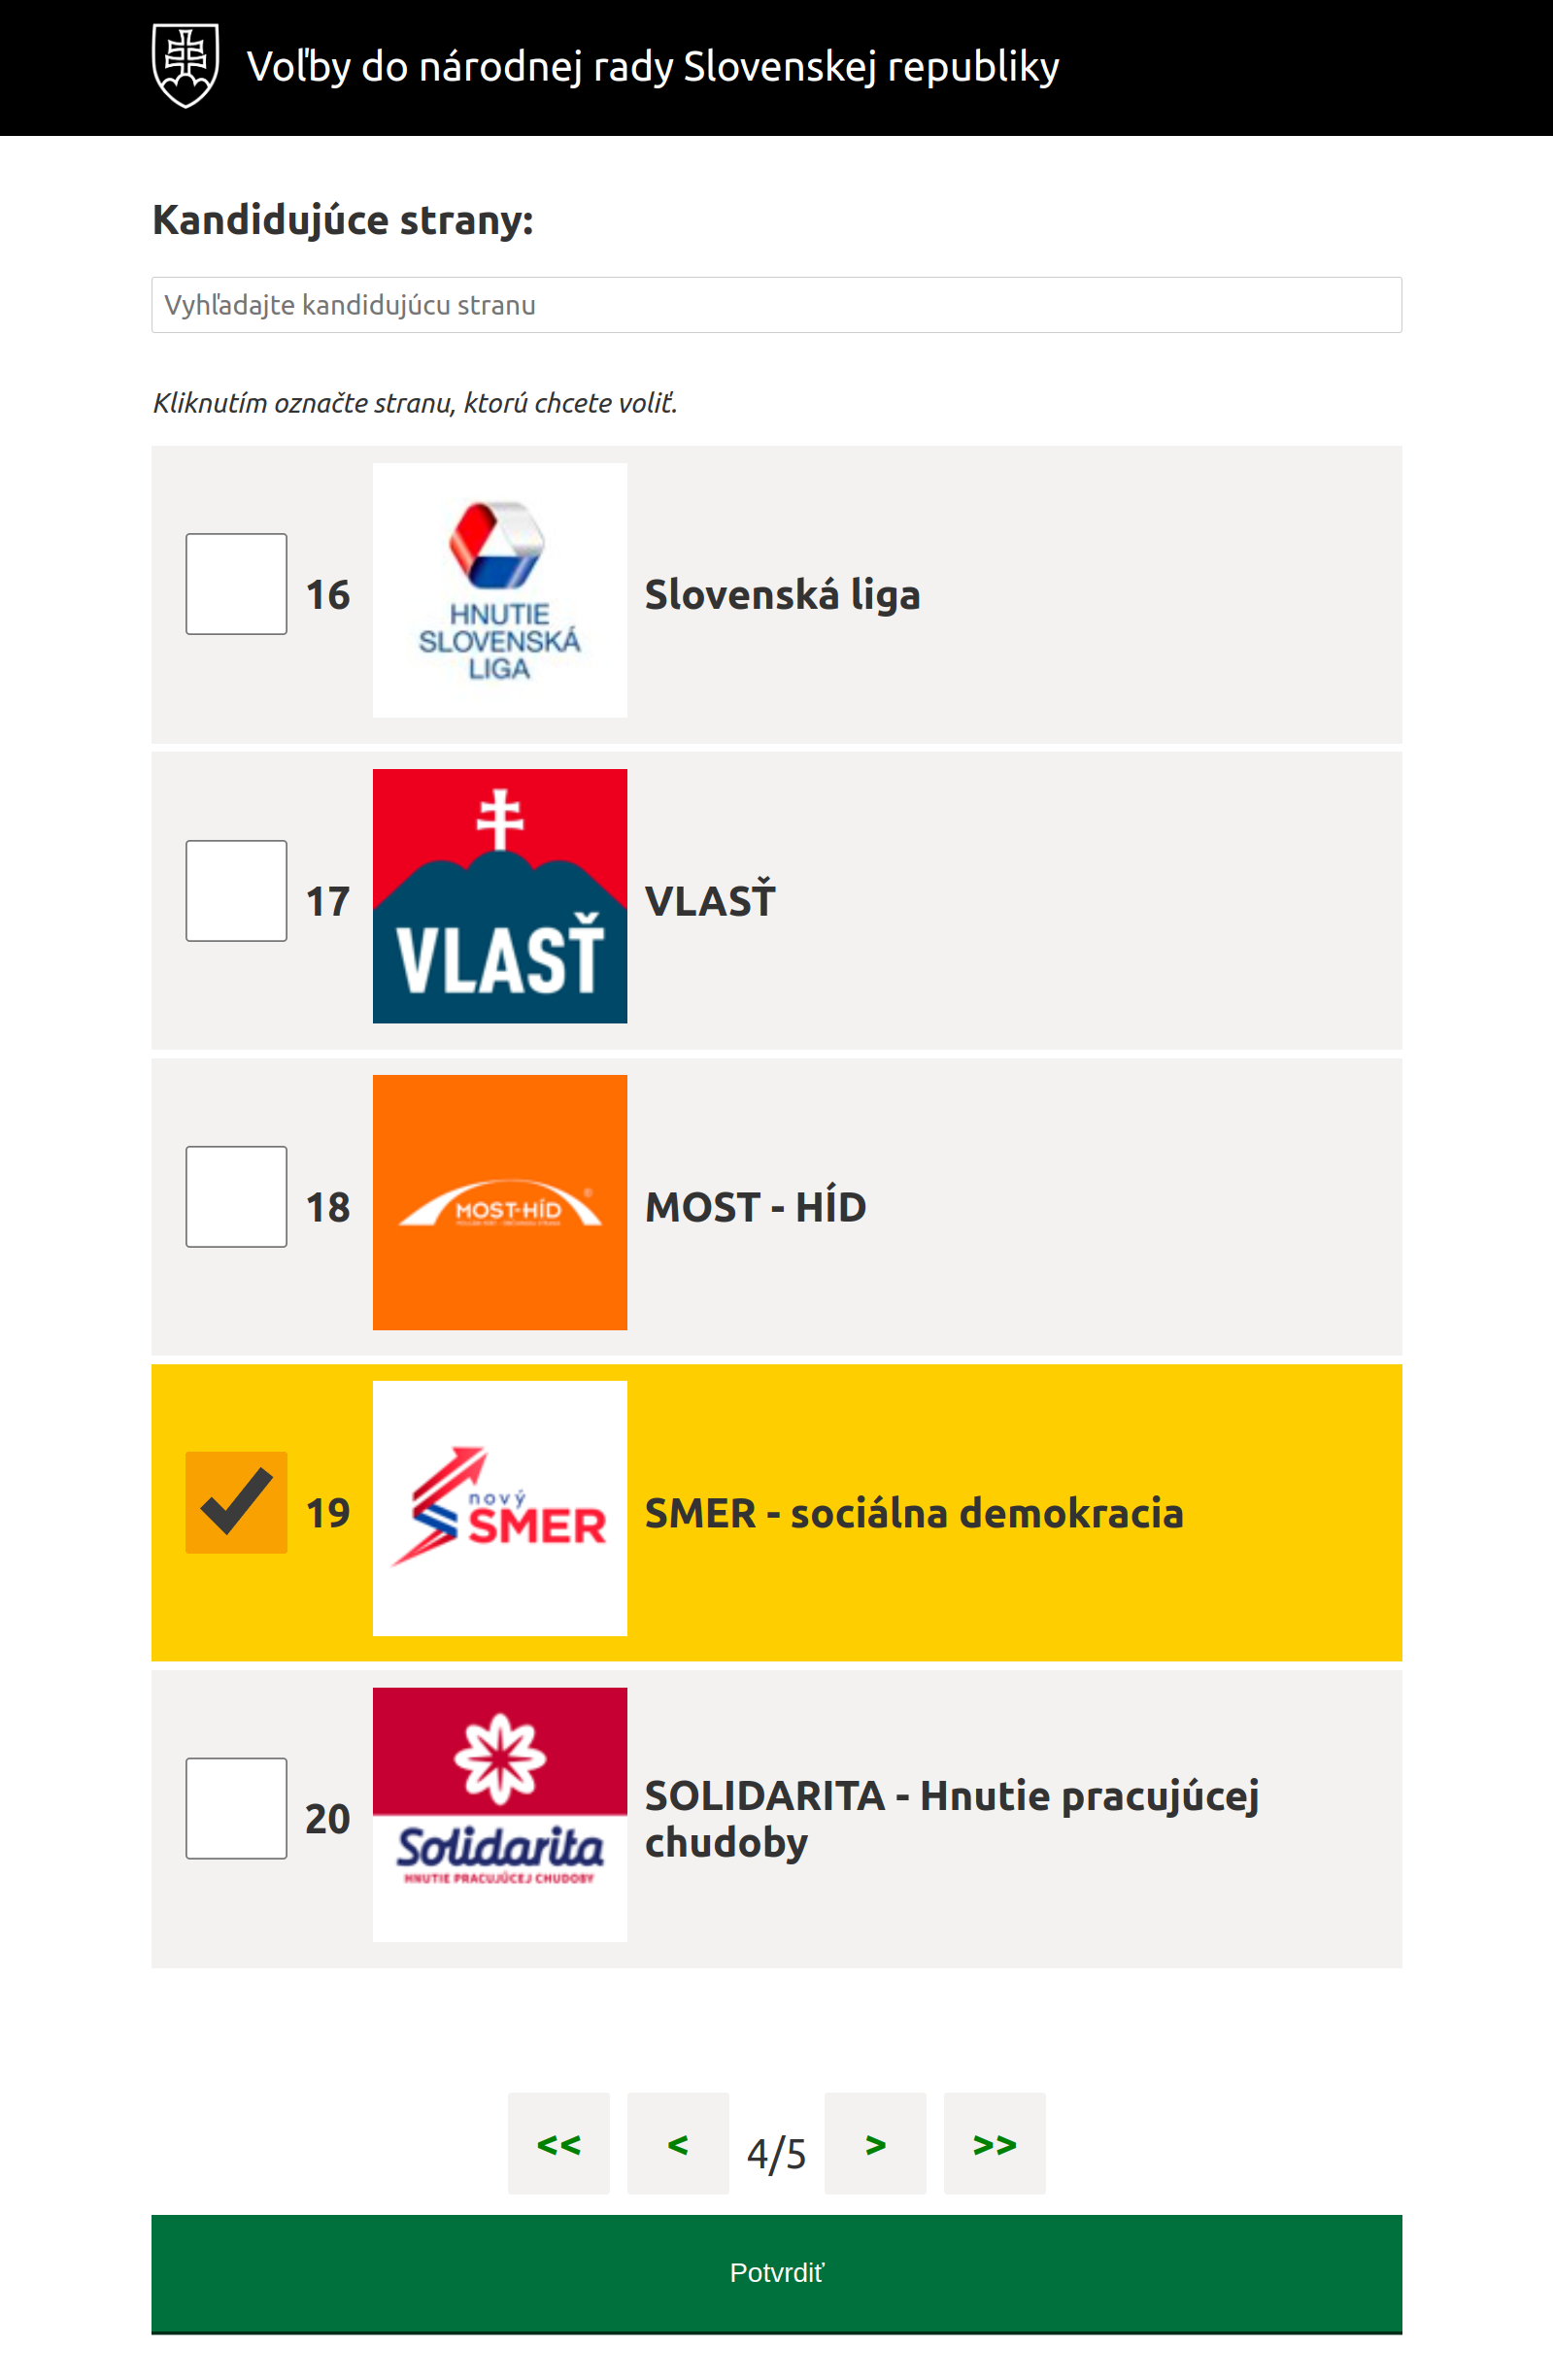 Voľby do národnej rady Slovenskej republiky
Kandidujúce strany:
Vyhľadajte kandidujúcu stranu
Kliknutím označte stranu, ktorú chcete voliť.
16
HNUTIE
SLOVENSKÁ
LIGA
Slovenská liga
17
VLASŤ
VLASŤ
18
MOST-HÍD
MOST - HÍD
19
nový
SMER
SMER - sociálna demokracia
20
Solidarita
HNUTIE PRACUJÚCEJ CHUDOBY
SOLIDARITA - Hnutie pracujúcej
chudoby
<< < 4/5 > >>
Potvrdiť